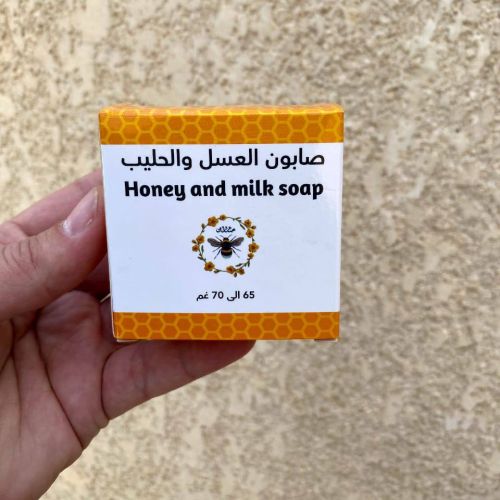 صابون العسل والحليب
Honey and milk soap
65 الى 70 غم